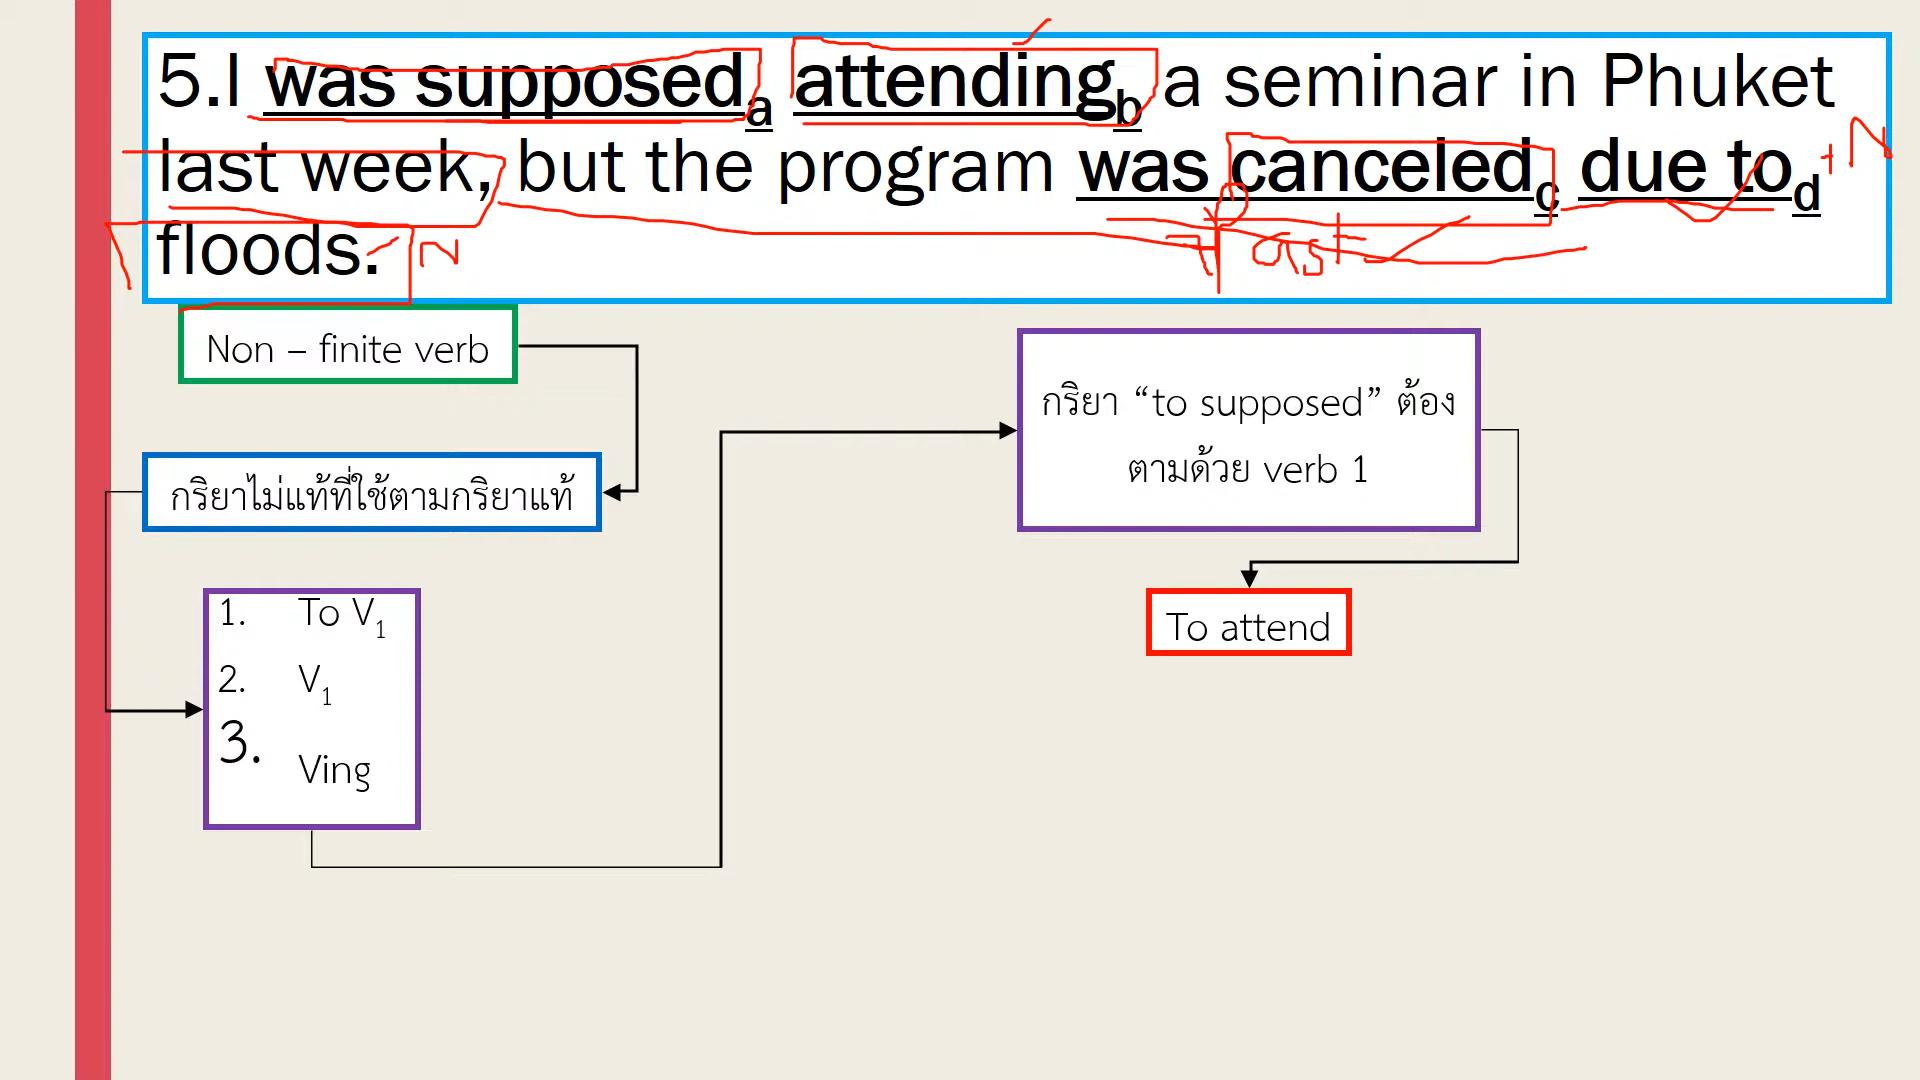 5.I was supposed a attending b a seminar in Phuket
last week, but the program was canceled c due to d + N
floods. N Past
Non – finite verb
กริยาไม่แท้ที่ใช้ตามกริยาแท้
1. To V1
2. V1
3. Ving
กริยา “to supposed” ต้อง
ตามด้วย verb 1
To attend